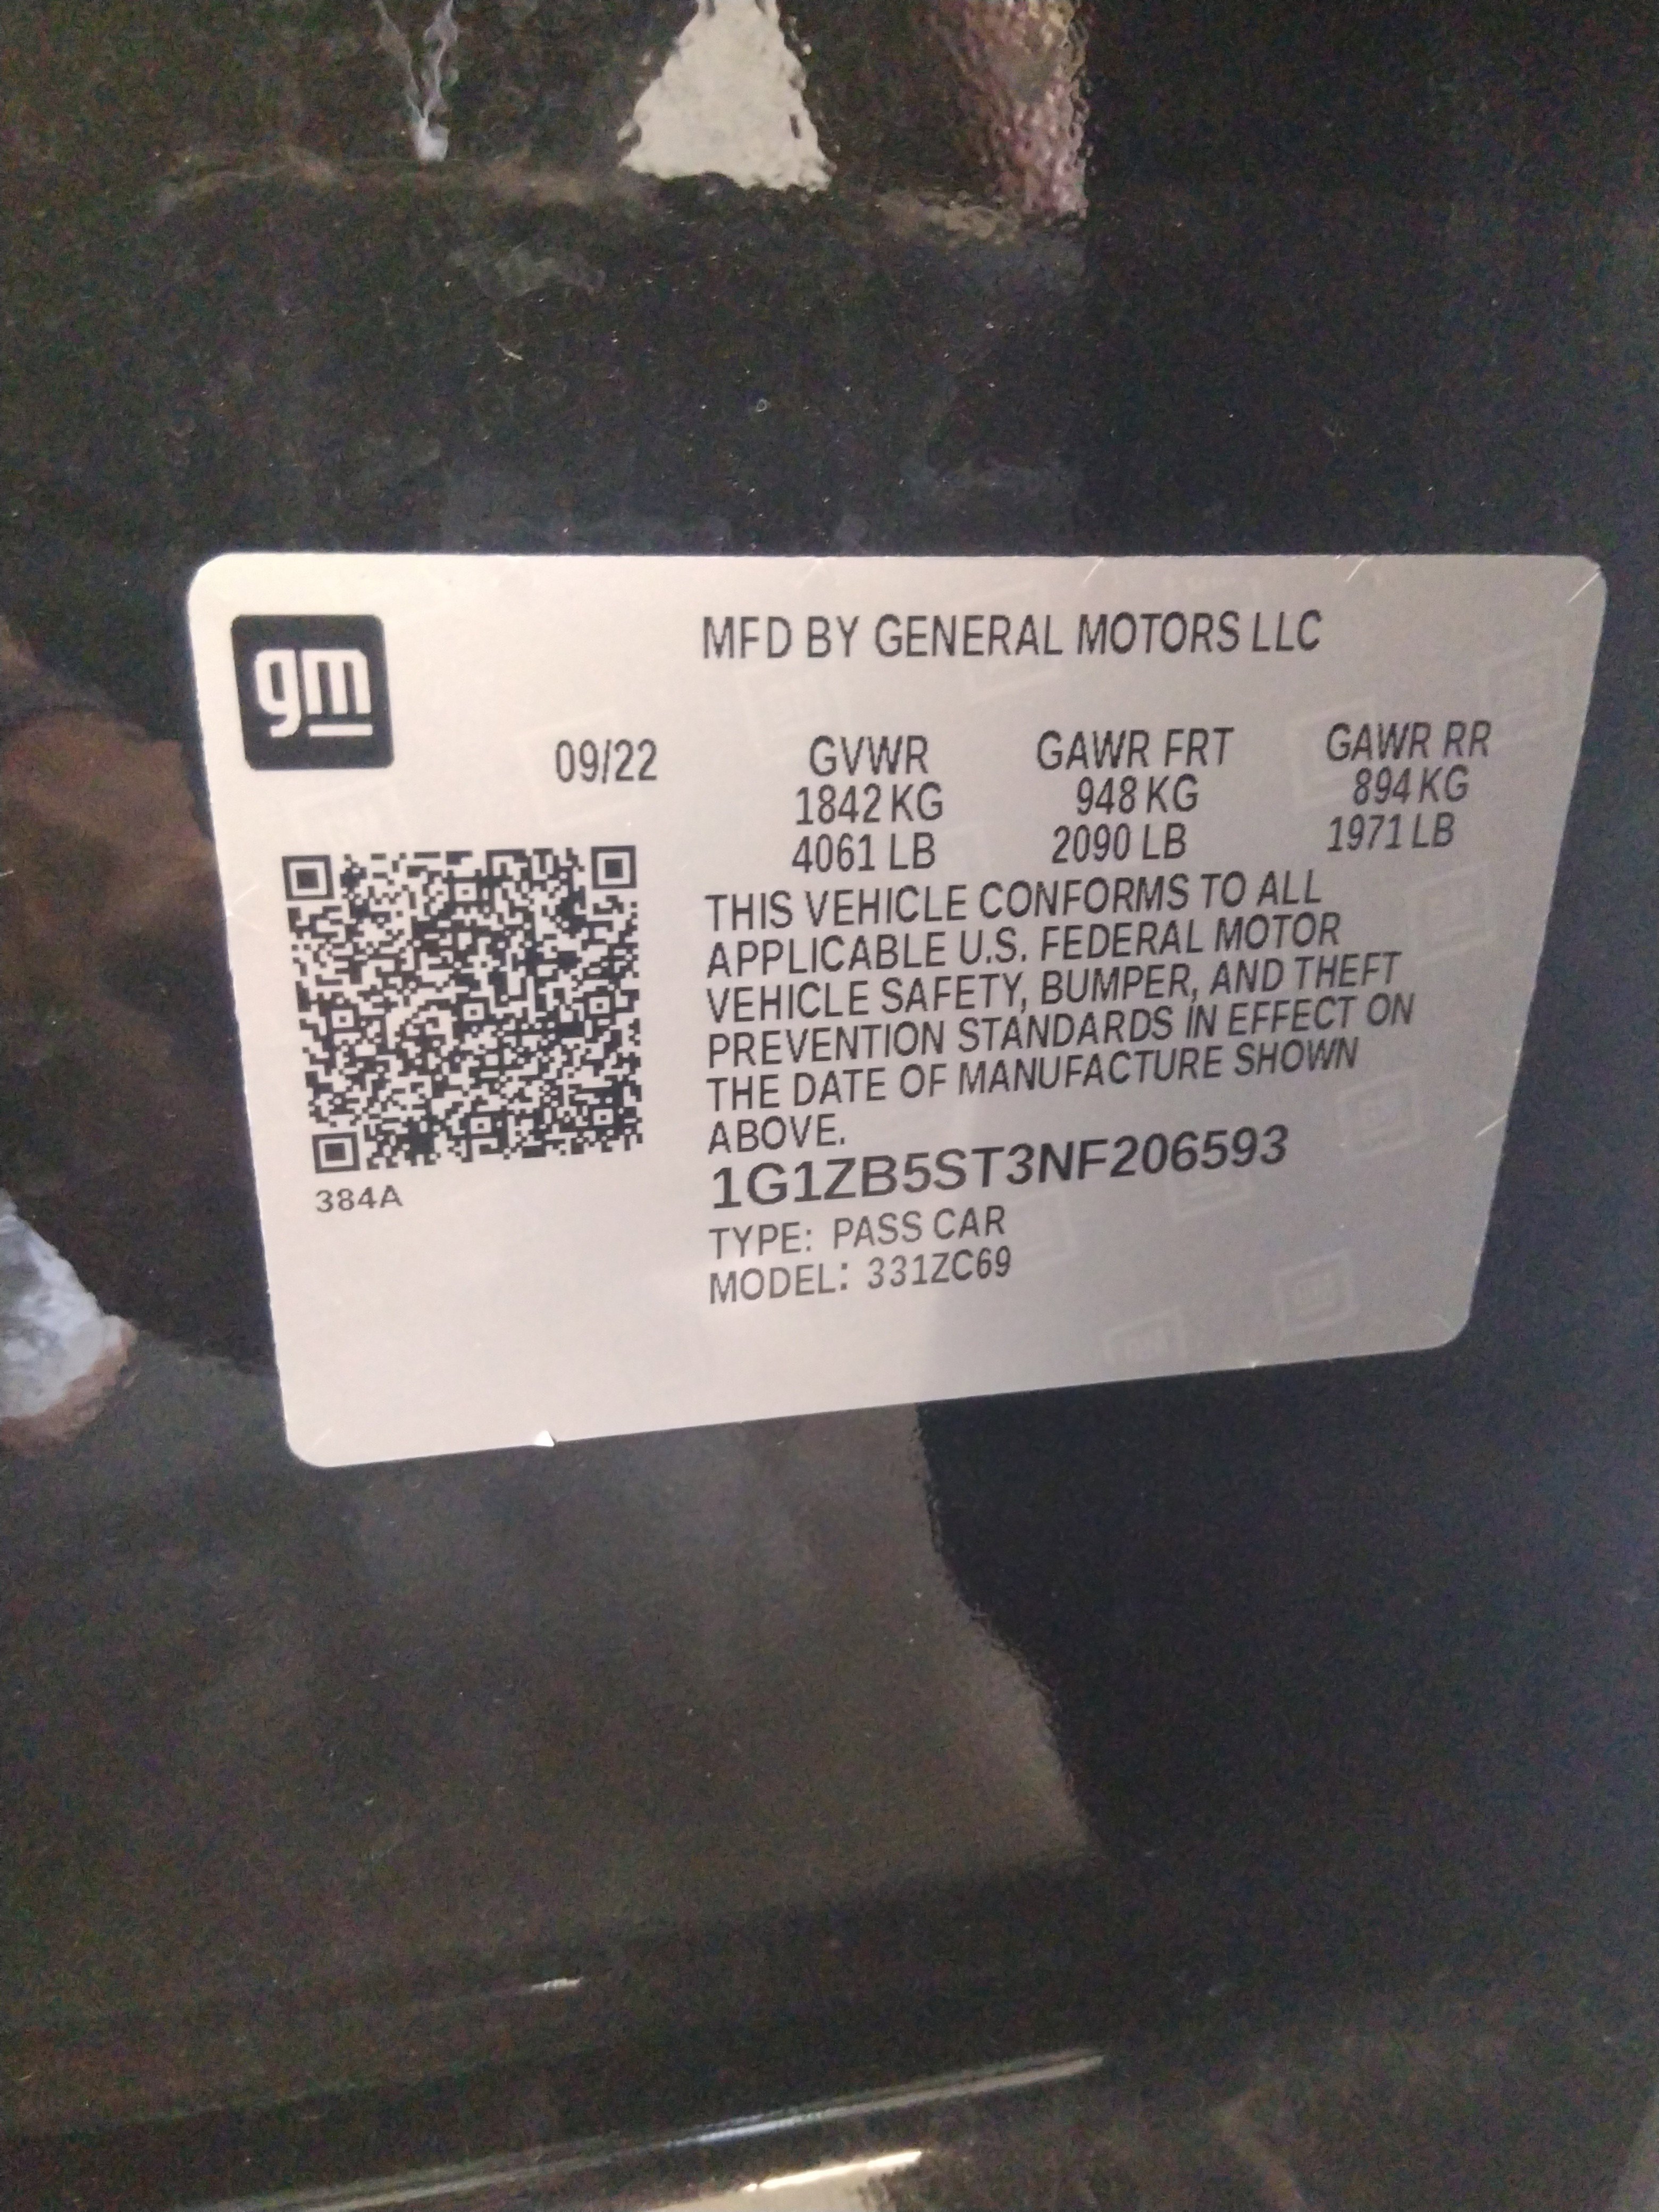 gm
MFD BY GENERAL MOTORS LLC
09/22 GVWR GAWR FRT GAWR RR
1842 KG 948 KG 894 KG
4061 LB 2090 LB 1971 LB
THIS VEHICLE CONFORMS TO ALL
APPLICABLE U.S. FEDERAL MOTOR
VEHICLE SAFETY, BUMPER, AND THEFT
PREVENTION STANDARDS IN EFFECT ON
THE DATE OF MANUFACTURE SHOWN
ABOVE.
384A
1G1ZB5ST3NF206593
TYPE: PASS CAR
MODEL: 331ZC69